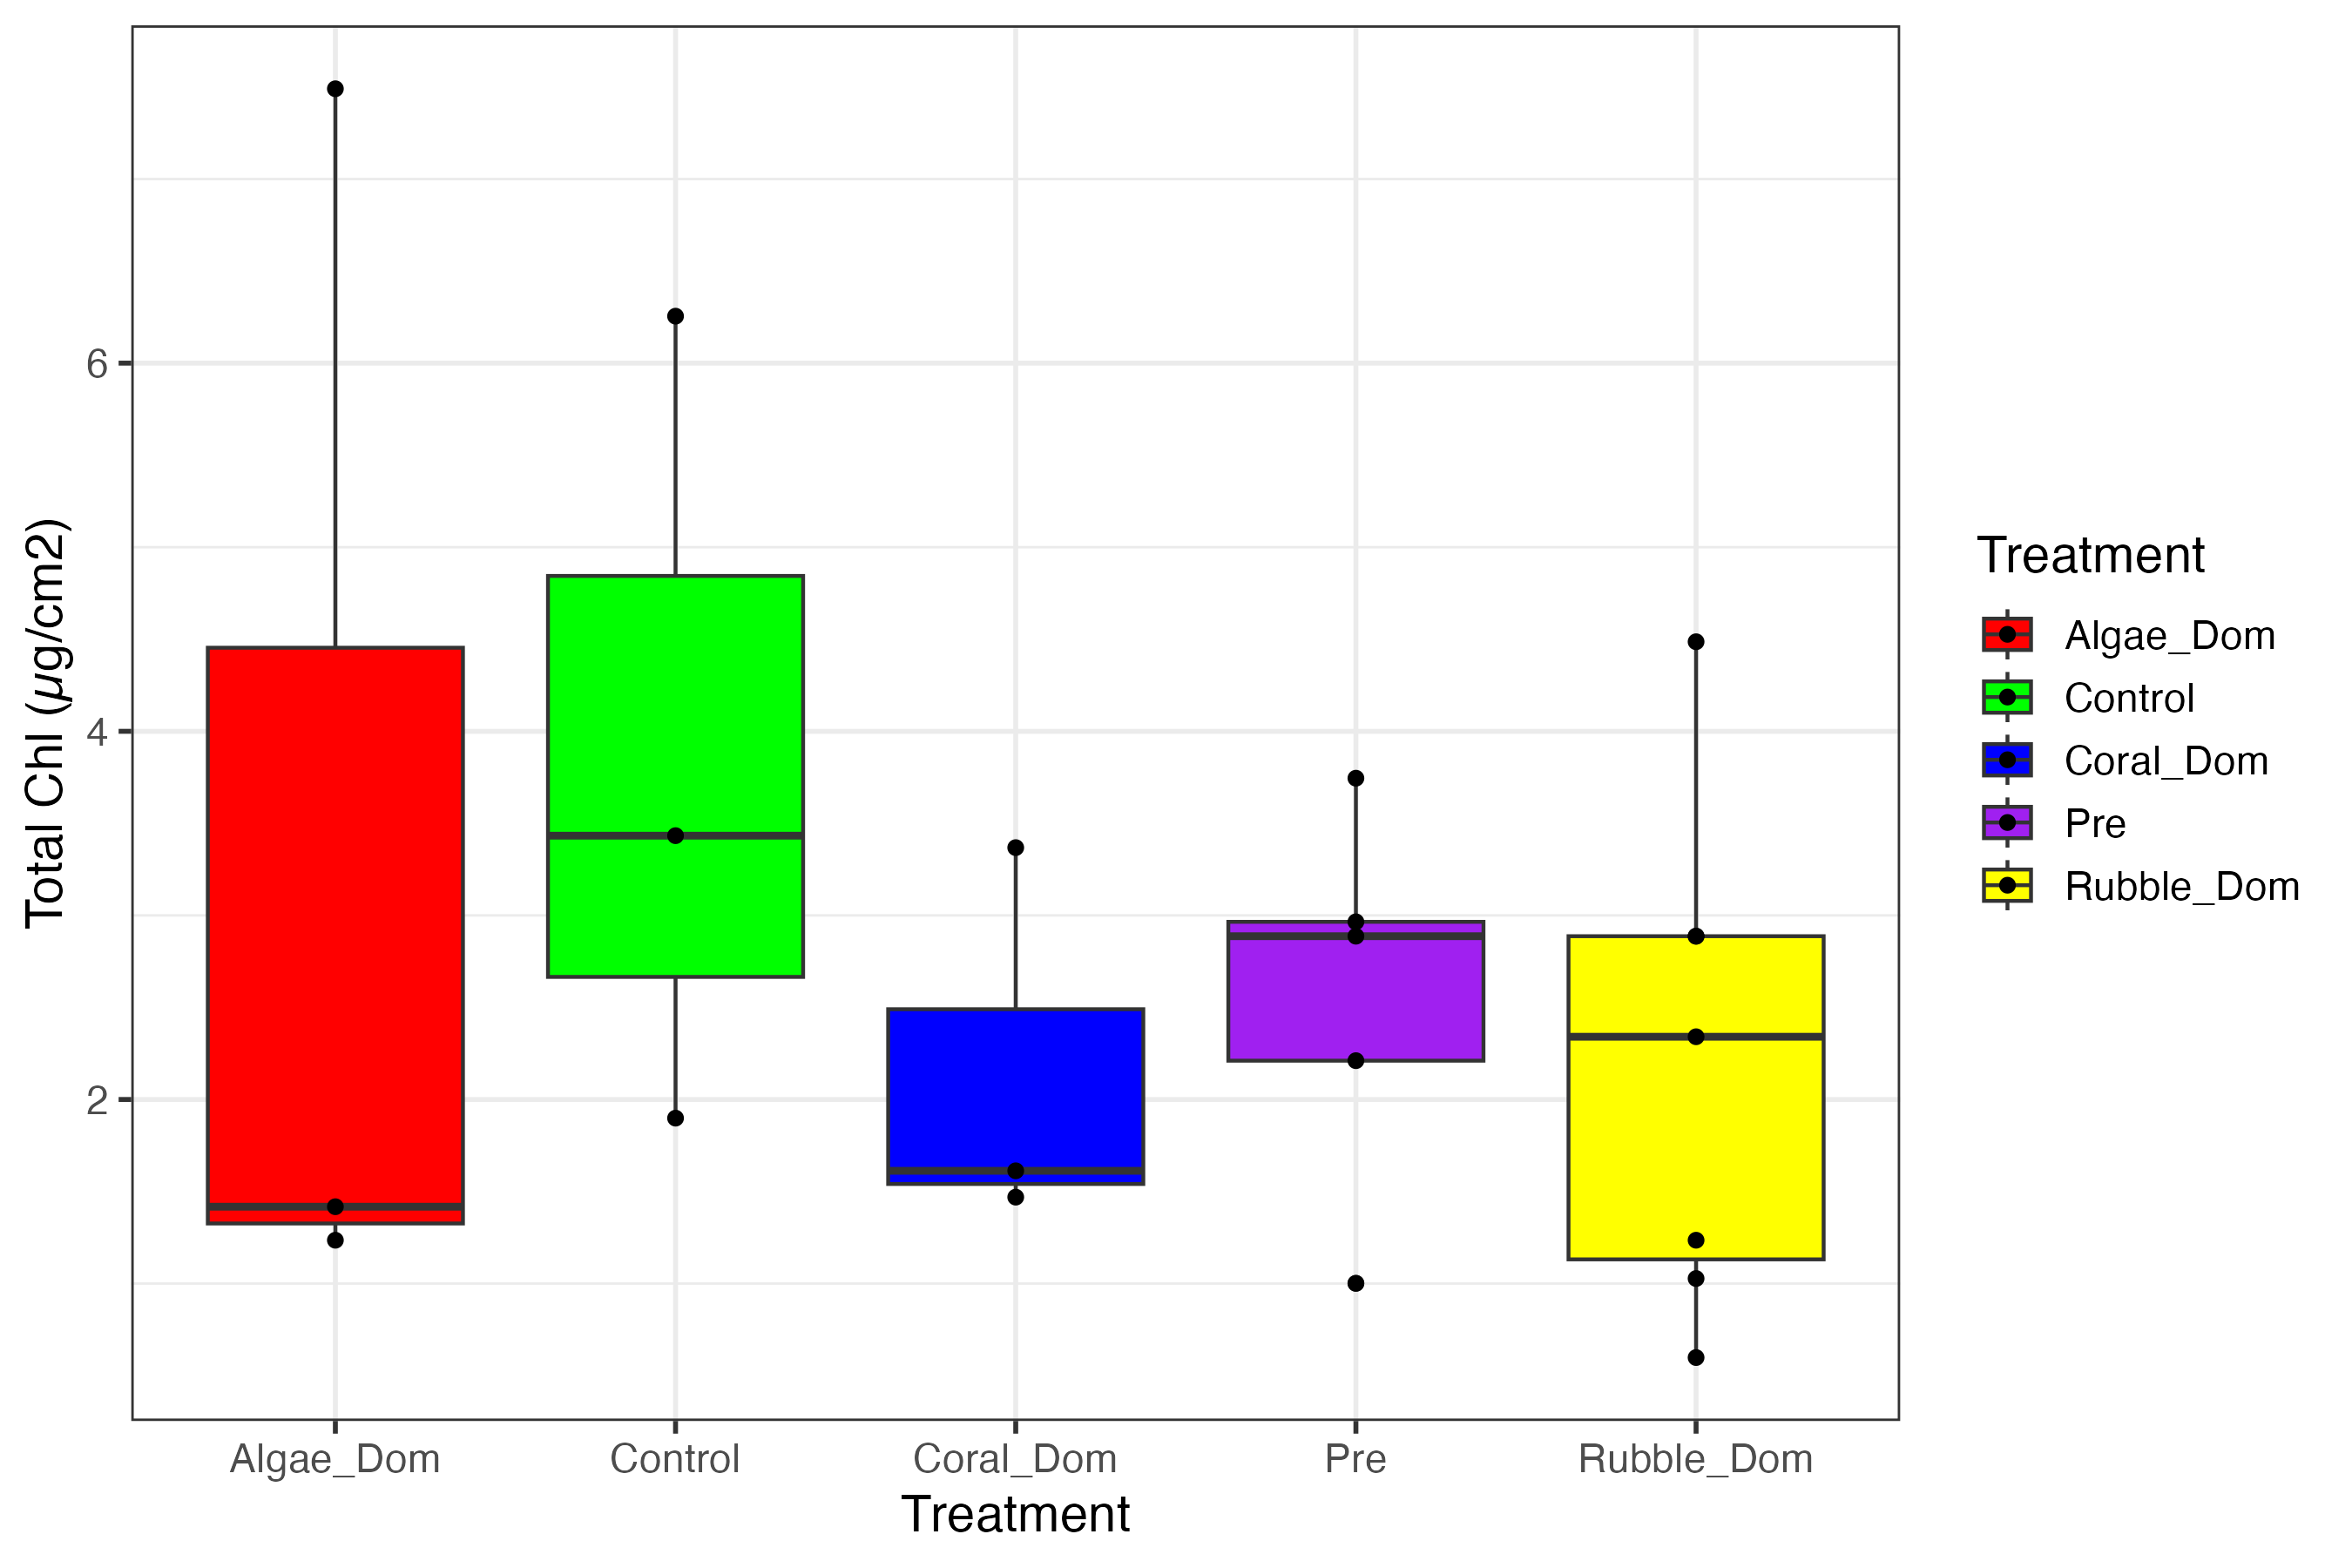 Total Chl (µg/cm2)
6
4
2
Algae_Dom Control Coral_Dom Pre Rubble_Dom
Treatment
Treatment
Algae_Dom
Control
Coral_Dom
Pre
Rubble_Dom